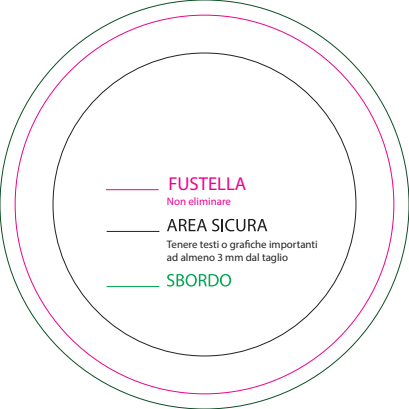 FUSTELLA
Non eliminare
AREA SICURA
Tenere testi o grafiche importanti
ad almeno 3 mm dal taglio
SBORDO